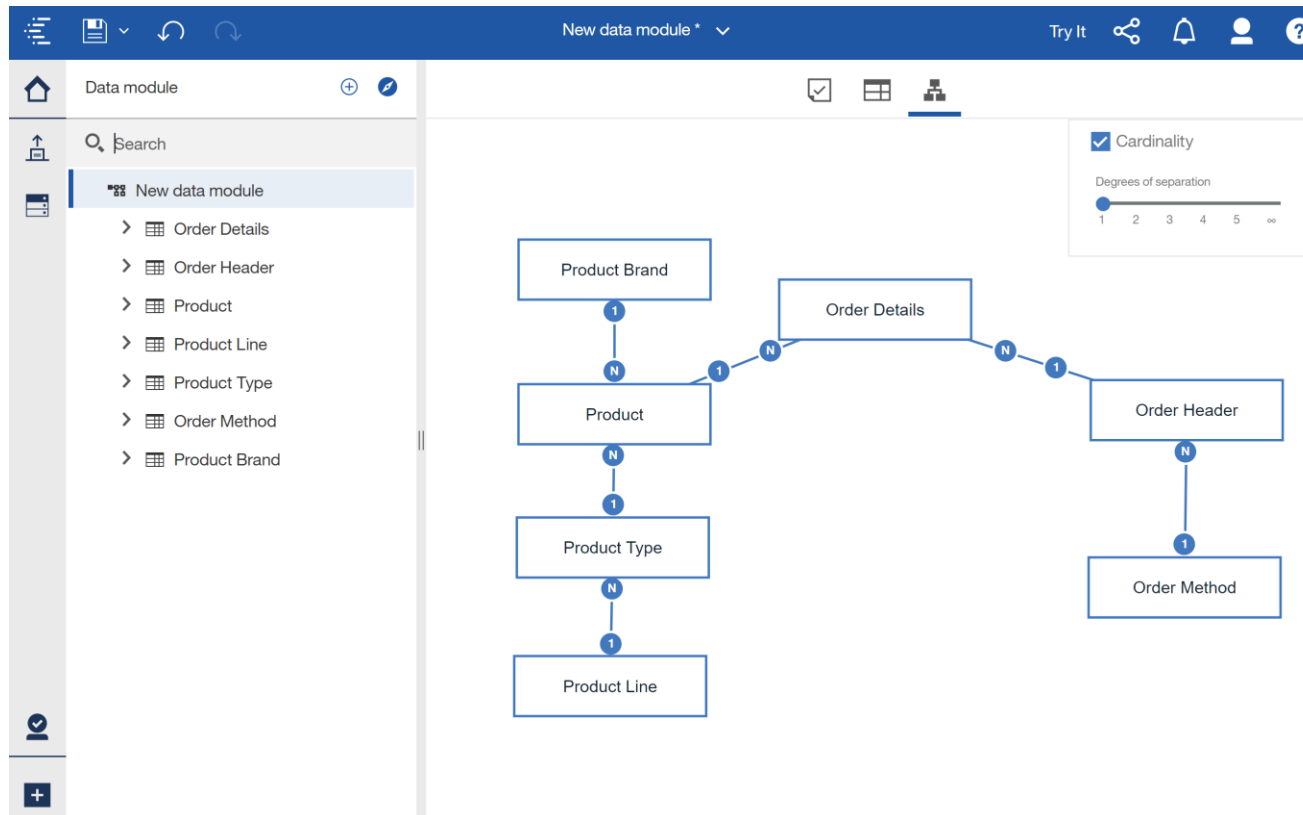 New data module *
Try It
?
Data module
Search
New data module
Order Details
Order Header
Product
Product Line
Product Type
Order Method
Product Brand
Cardinality
Degrees of separation
1 2 3 4 5 ∞
Product Brand
1
N
Product
N
1
Product Type
N
1
Product Line
Order Details
N
1
N
1
Order Header
N
1
Order Method